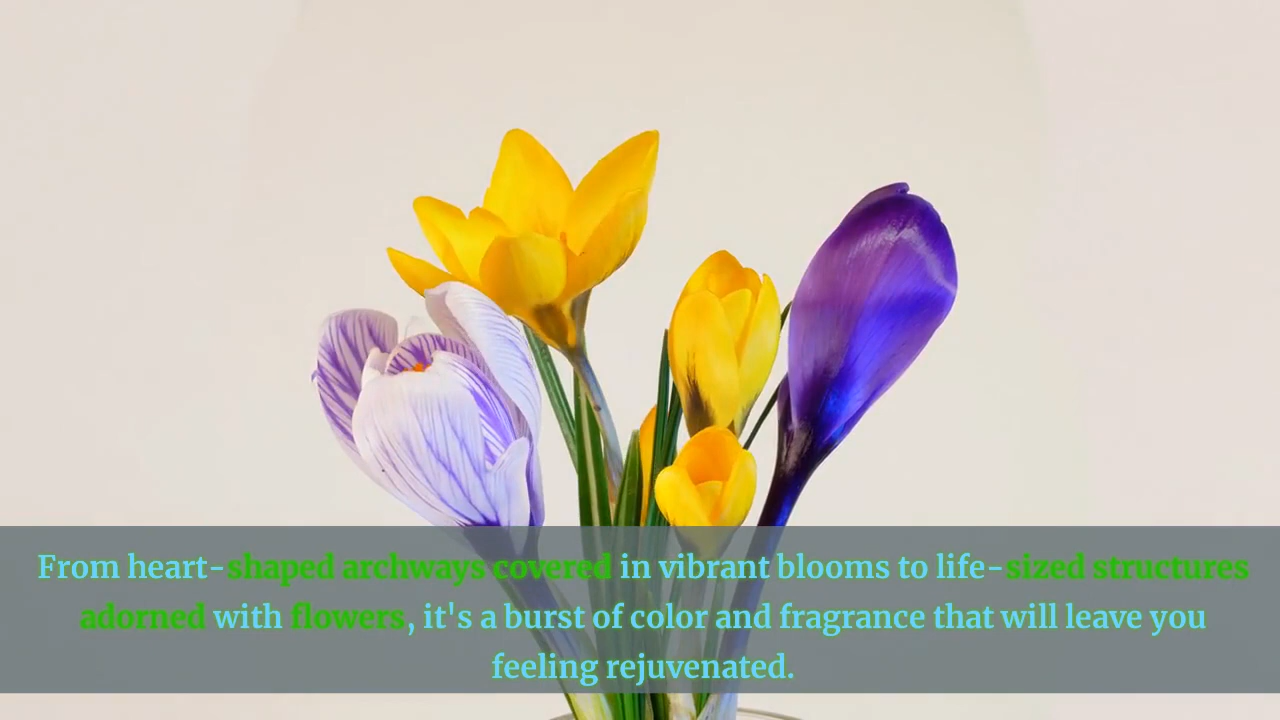 From heart-shaped archways covered in vibrant blooms to life-sized structures
adorned with flowers, it's a burst of color and fragrance that will leave you
feeling rejuvenated.